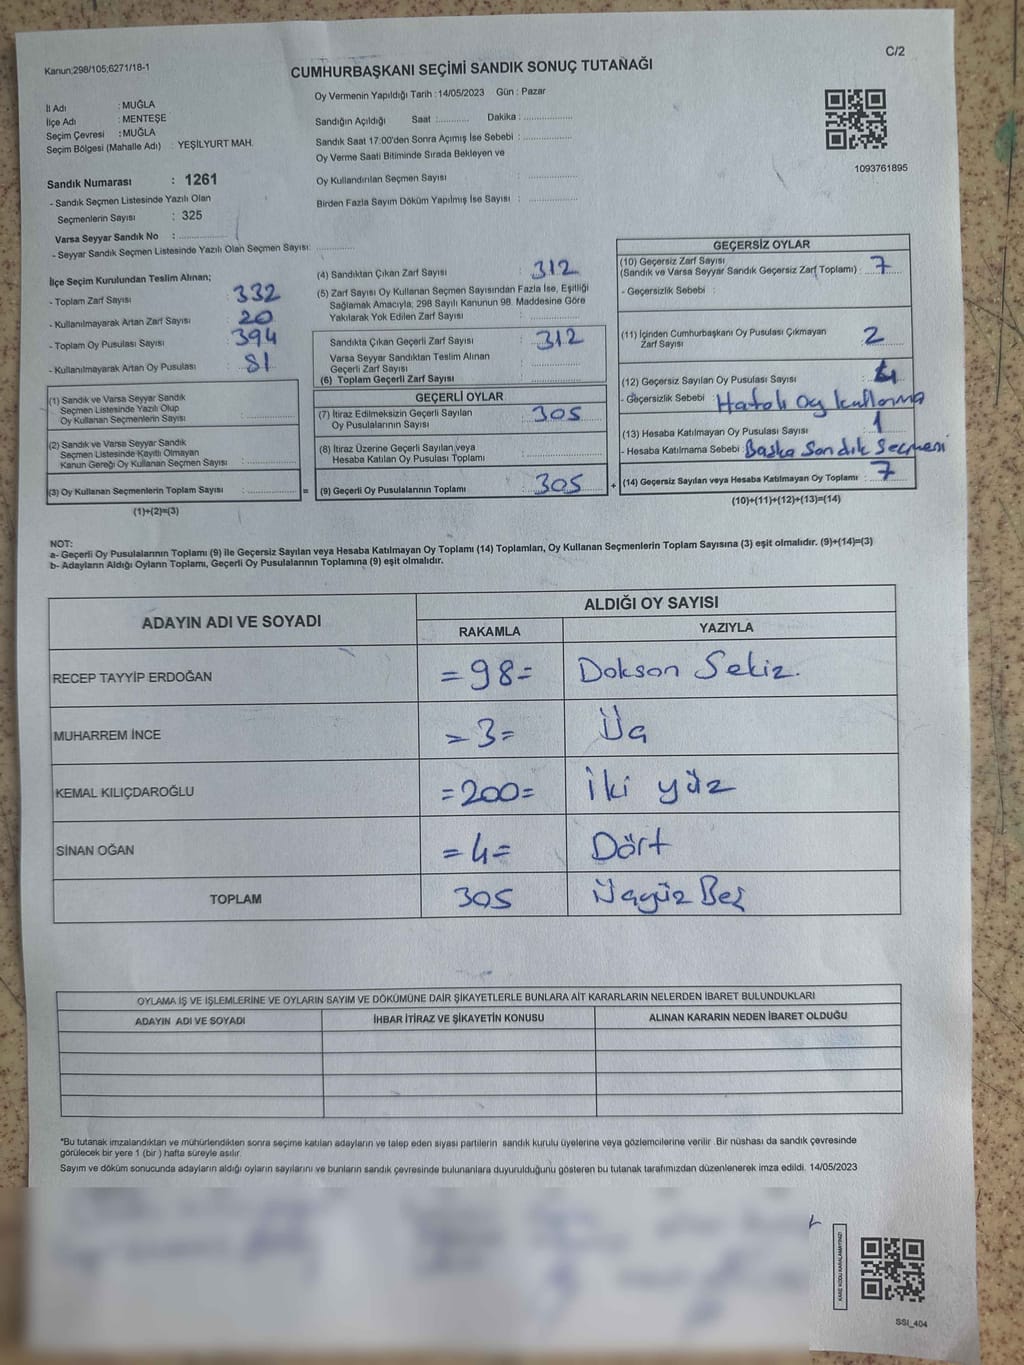 Kanun;298/105;6271/18-1
C/2
CUMHURBAŞKANI SEÇİMİ SANDIK SONUÇ TUTANAĞI
Oy Vermenin Yapıldığı Tarih : 14/05/2023 Gün : Pazar
İl Adı : MUĞLA
İlçe Adı : MENTEŞE
Seçim Çevresi : MUĞLA
Seçim Bölgesi (Mahalle Adı) : YEŞİLYURT MAH.
Sandık Numarası : 1261
- Sandık Seçmen Listesinde Yazılı Olan
Seçmenlerin Sayısı : 325
Varsa Seyyar Sandık No :
- Seyyar Sandık Seçmen Listesinde Yazılı Olan Seçmen Sayısı:
Sandığın Açıldığı Saat : Dakika :
Sandık Saat 17:00'den Sonra Açımış İse Sebebi :
Oy Verme Saati Bitiminde Sırada Bekleyen ve
Oy Kullandırılan Seçmen Sayısı :
Birden Fazla Sayım Döküm Yapılmış İse Sayısı :
1093761895
İlçe Seçim Kurulundan Teslim Alınan;
- Toplam Zarf Sayısı : 332
- Kullanılmayarak Artan Zarf Sayısı : 20
- Toplam Oy Pusulası Sayısı : 394
- Kullanılmayarak Artan Oy Pusulası : 81
(1) Sandık ve Varsa Seyyar Sandık
Seçmen Listesinde Yazılı Olup
Oy Kullanan Seçmenlerin Sayısı :
(2) Sandık ve Varsa Seyyar Sandık
Seçmen Listesinde Kayıtlı Olmayan
Kanun Gereği Oy Kullanan Seçmen Sayısı :
(3) Oy Kullanan Seçmenlerin Toplam Sayısı : =
(1)+(2)=(3)
(4) Sandıktan Çıkan Zarf Sayısı : 312
(5) Zarf Sayısı Oy Kullanan Seçmen Sayısından Fazla İse, Eşitliği
Sağlamak Amacıyla, 298 Sayılı Kanunun 98. Maddesine Göre
Yakılarak Yok Edilen Zarf Sayısı :
Sandıkta Çıkan Geçerli Zarf Sayısı : 312
Varsa Seyyar Sandıktan Teslim Alınan
Geçerli Zarf Sayısı :
(6) Toplam Geçerli Zarf Sayısı
GEÇERLİ OYLAR
(7) İtiraz Edilmeksizin Geçerli Sayılan
Oy Pusulalarının Sayısı : 305
(8) İtiraz Üzerine Geçerli Sayılan veya
Hesaba Katılan Oy Pusulası Toplamı :
(9) Geçerli Oy Pusulalarının Toplamı : 305 +
GEÇERSİZ OYLAR
(10) Geçersiz Zarf Sayısı
(Sandık ve Varsa Seyyar Sandık Geçersiz Zarf Toplamı) : 7
- Geçersizlik Sebebi :
(11) İçinden Cumhurbaşkanı Oy Pusulası Çıkmayan
Zarf Sayısı : 2
(12) Geçersiz Sayılan Oy Pusulası Sayısı : 4
- Geçersizlik Sebebi : Hatalı Oy kullanma
(13) Hesaba Katılmayan Oy Pusulası Sayısı : 1
- Hesaba Katılmama Sebebi : Başka Sandık Seçmeni
(14) Geçersiz Sayılan veya Hesaba Katılmayan Oy Toplamı : 7
(10)+(11)+(12)+(13)=(14)
NOT:
a- Geçerli Oy Pusulalarının Toplamı (9) ile Geçersiz Sayılan veya Hesaba Katılmayan Oy Toplamı (14) Toplamları, Oy Kullanan Seçmenlerin Toplam Sayısına (3) eşit olmalıdır. (9)+(14)=(3)
b- Adayların Aldığı Oyların Toplamı, Geçerli Oy Pusulalarının Toplamına (9) eşit olmalıdır.
ADAYIN ADI VE SOYADI
ALDIĞI OY SAYISI
RAKAMLA YAZIYLA
RECEP TAYYİP ERDOĞAN =98= Dokson Sekiz.
MUHARREM İNCE =3= Üç
KEMAL KILIÇDAROĞLU =200= İki yüz
SİNAN OĞAN =4= Dört
TOPLAM 305 Üçyüz Beş
OYLAMA İŞ VE İŞLEMLERİNE VE OYLARIN SAYIM VE DÖKÜMÜNE DAİR ŞİKAYETLERLE BUNLARA AİT KARARLARIN NELERDEN İBARET BULUNDUKLARI
ADAYIN ADI VE SOYADI İHBAR İTİRAZ VE ŞİKAYETİN KONUSU ALINAN KARARIN NEDEN İBARET OLDUĞU
*Bu tutanak imzalandıktan ve mühürlendikten sonra seçime katılan adayların ve talep eden siyasi partilerin sandık kurulu üyelerine veya gözlemcilerine verilir. Bir nüshası da sandık çevresinde
görülecek bir yere 1 (bir) hafta süreyle asılır.
Sayım ve döküm sonucunda adayların aldığı oyların sayılarını ve bunların sandık çevresinde bulunanlara duyurulduğunu gösteren bu tutanak tarafımızdan düzenlenerek imza edildi. 14/05/2023
KARE KODU KARALAMAYINIZ!
SSI_404